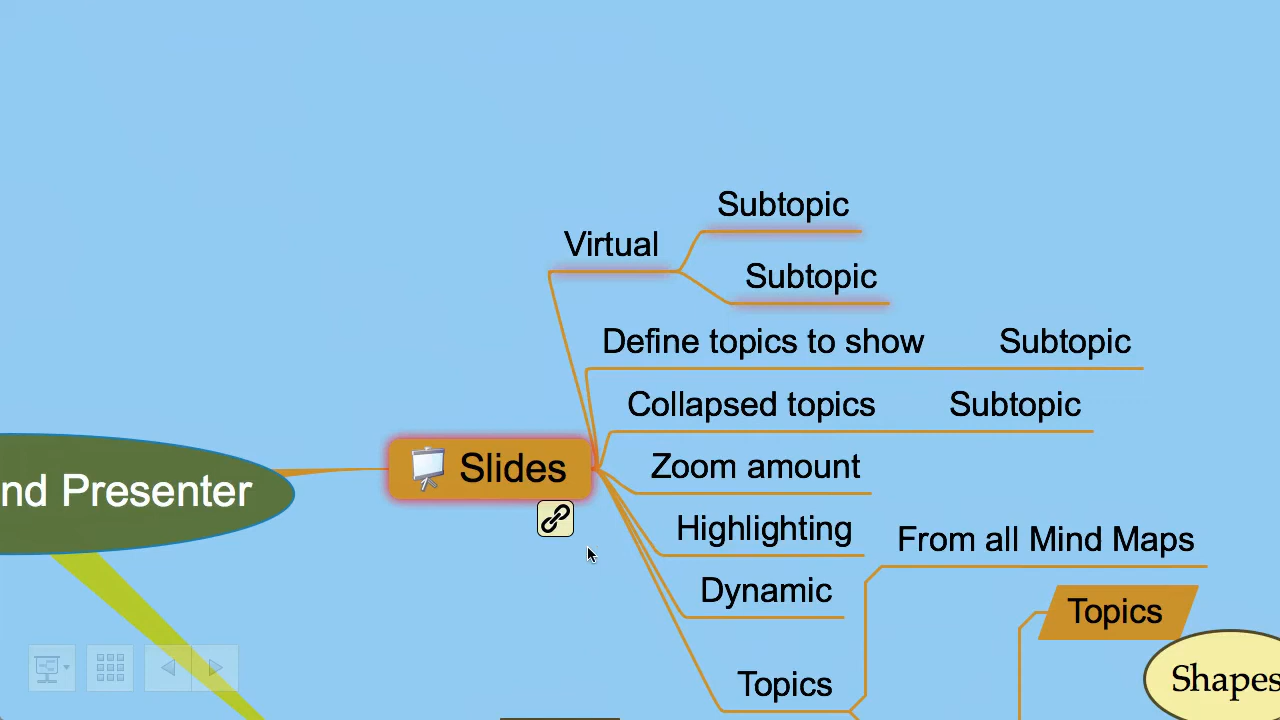 Subtopic
Virtual
Subtopic
Define topics to show Subtopic
Collapsed topics Subtopic
Slides
Zoom amount
nd Presenter
Highlighting
From all Mind Maps
Dynamic
Topics
Topics
Shapes